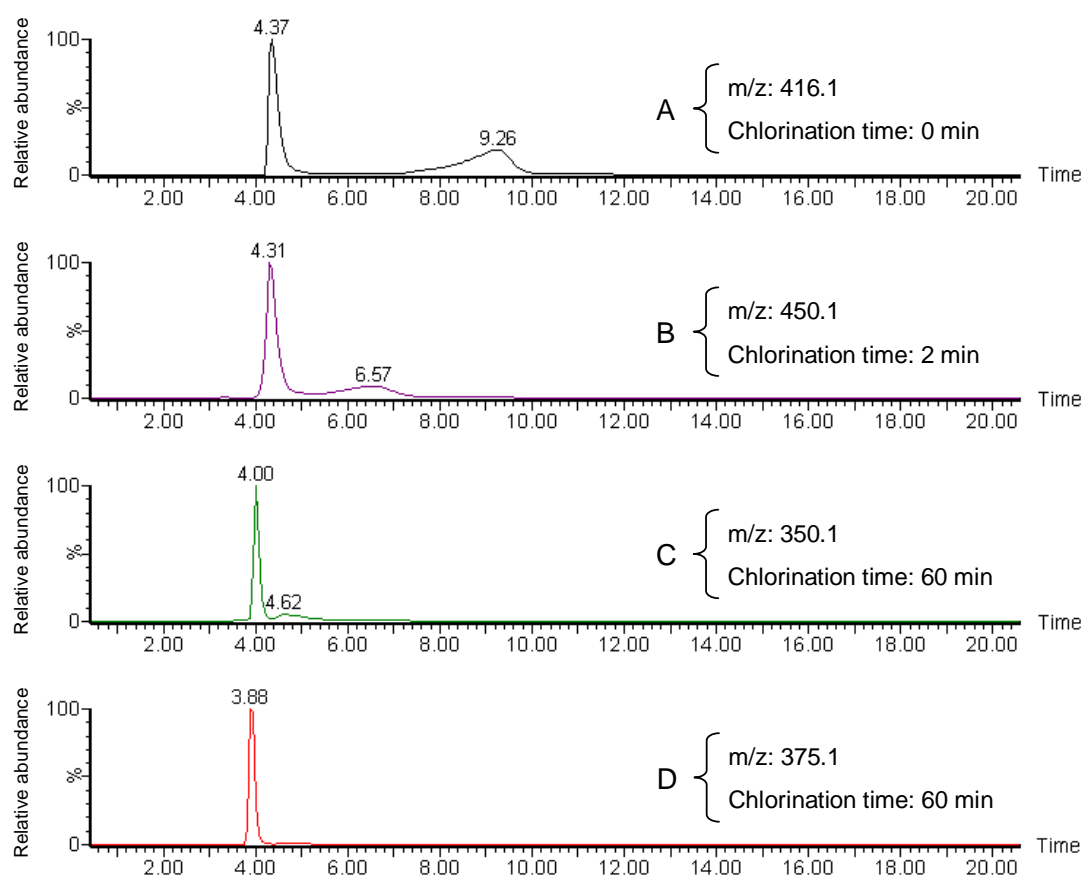 Relative abundance
%
100
0
4.37
9.26
2.00 4.00 6.00 8.00 10.00 12.00 14.00 16.00 18.00 20.00
Time
A
m/z: 416.1
Chlorination time: 0 min
Relative abundance
%
100
0
4.31
6.57
2.00 4.00 6.00 8.00 10.00 12.00 14.00 16.00 18.00 20.00
Time
B
m/z: 450.1
Chlorination time: 2 min
Relative abundance
%
100
0
4.00
4.62
2.00 4.00 6.00 8.00 10.00 12.00 14.00 16.00 18.00 20.00
Time
C
m/z: 350.1
Chlorination time: 60 min
Relative abundance
%
100
0
3.88
2.00 4.00 6.00 8.00 10.00 12.00 14.00 16.00 18.00 20.00
Time
D
m/z: 375.1
Chlorination time: 60 min